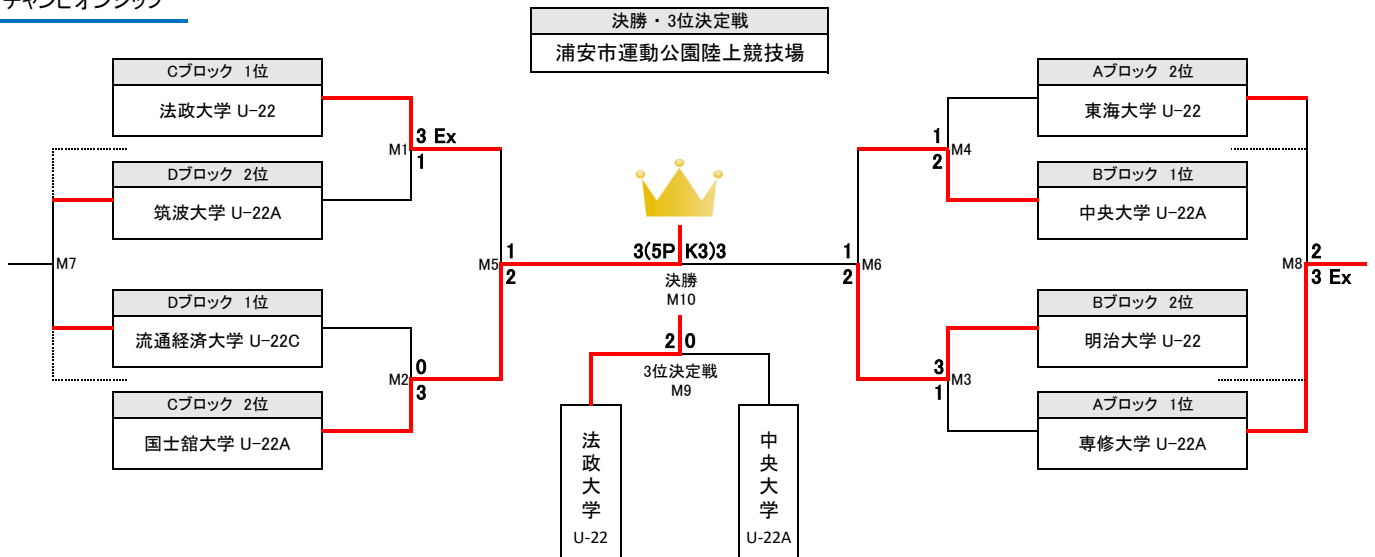 チャンピオンシップ
決勝・3位決定戦
浦安市運動公園陸上競技場
Cブロック 1位
法政大学 U-22
Dブロック 2位
筑波大学 U-22A
Dブロック 1位
流通経済大学 U-22C
Cブロック 2位
国士舘大学 U-22A
M7
M1
3 Ex
1
M2
0
3
M5
1
2
3(5P K3)3
決勝
M10
2 0
3位決定戦
M9
法政大学
U-22
中央大学
U-22A
1
2
M6
1
2
M4
3
1
M3
Aブロック 2位
東海大学 U-22
Bブロック 1位
中央大学 U-22A
Bブロック 2位
明治大学 U-22
Aブロック 1位
専修大学 U-22A
M8
2
3 Ex